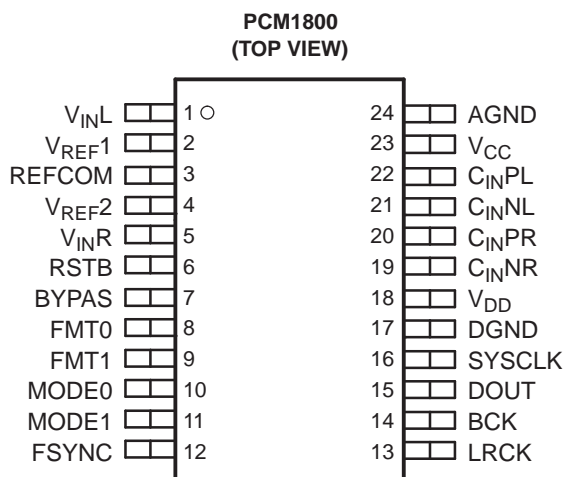 PCM1800
(TOP VIEW)
VINL 1 24 AGND
VREF1 2 23 VCC
REFCOM 3 22 CINPL
VREF2 4 21 CINNL
VINR 5 20 CINPR
RSTB 6 19 CINNR
BYPAS 7 18 VDD
FMT0 8 17 DGND
FMT1 9 16 SYSCLK
MODE0 10 15 DOUT
MODE1 11 14 BCK
FSYNC 12 13 LRCK